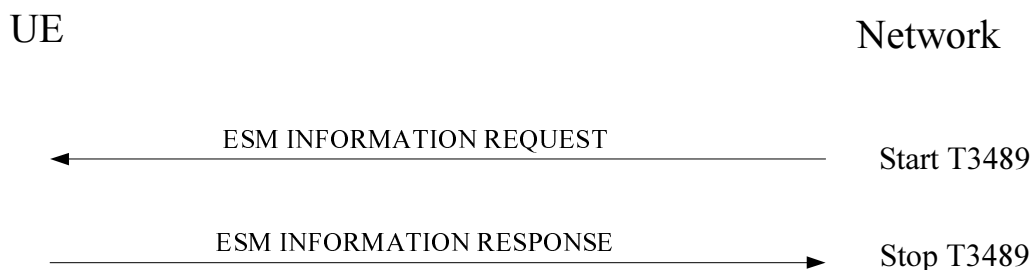 UE
Network
ESM INFORMATION REQUEST
Start T3489
ESM INFORMATION RESPONSE
Stop T3489